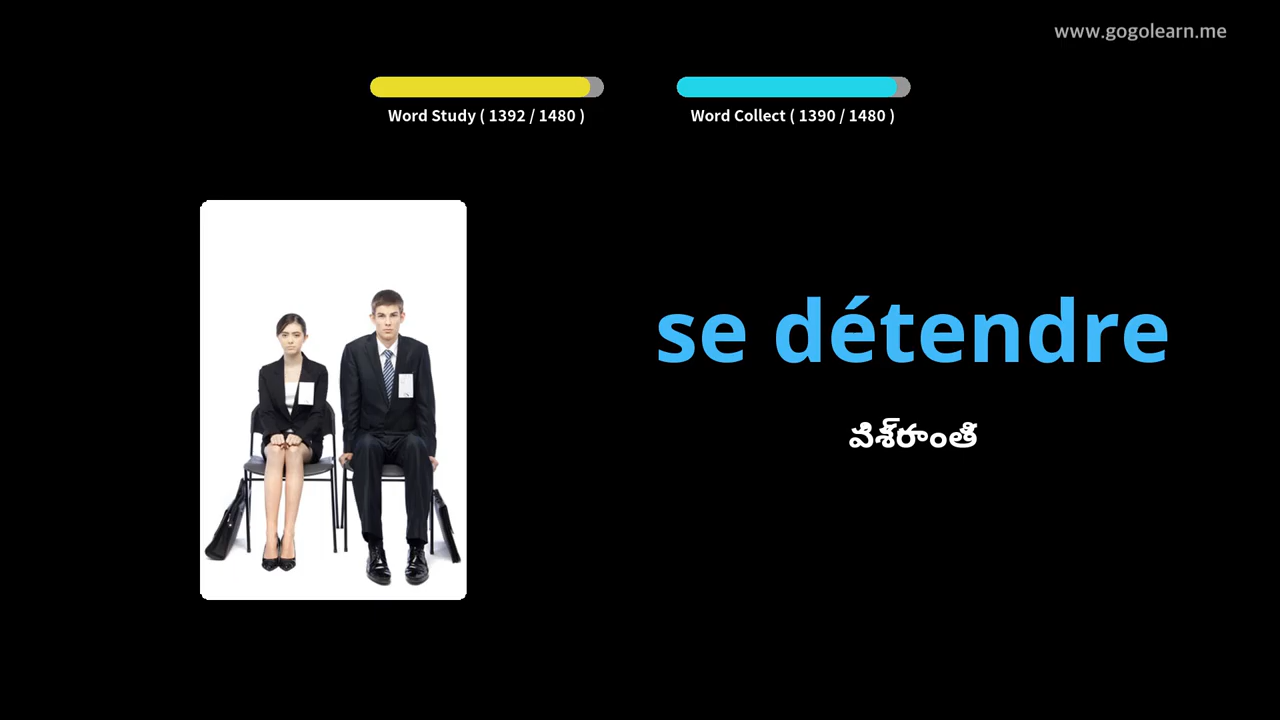 www.gogolearn.me
Word Study ( 1392 / 1480 )
Word Collect ( 1390 / 1480 )
se détendre
విశ్రాంతి